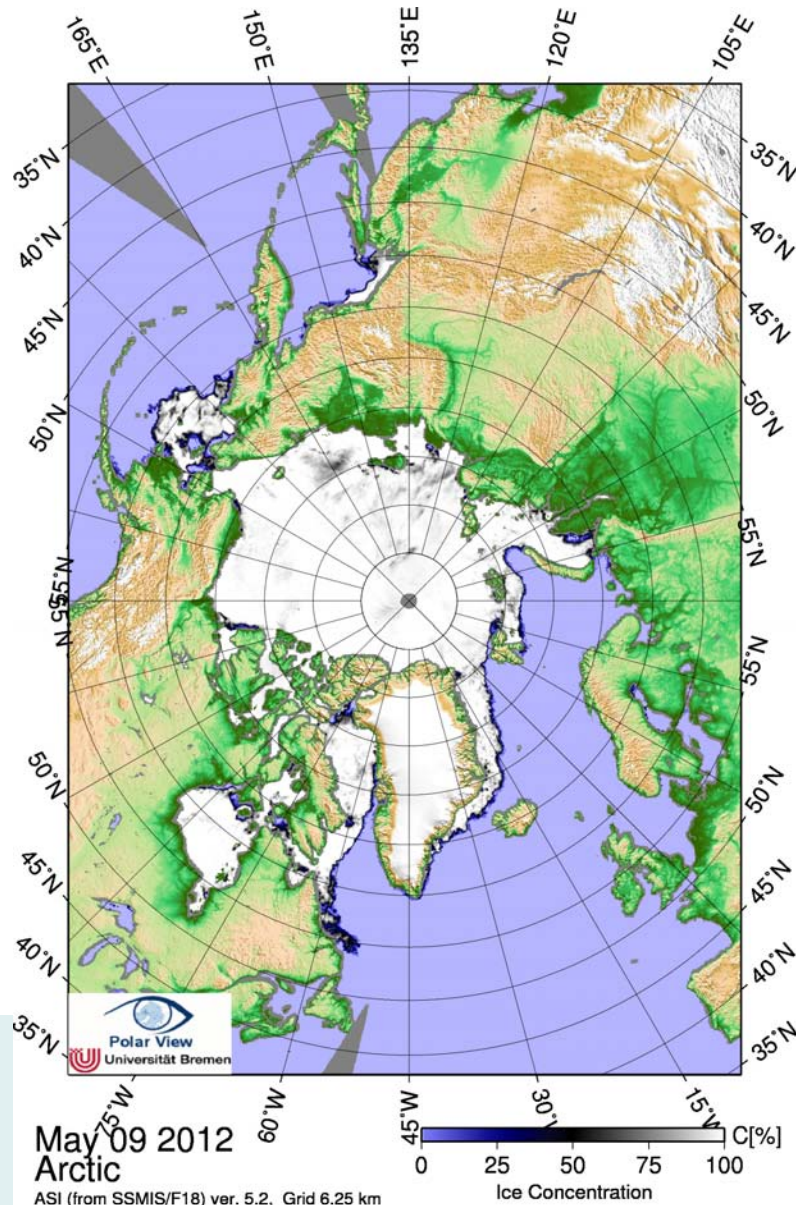 165˚E
150˚E
135˚E
120˚E
105˚E
35˚N
40˚N
45˚N
50˚N
55˚N
50˚N
45˚N
40˚N
35˚N
35˚N
40˚N
45˚N
50˚N
55˚N
55˚N
50˚N
45˚N
40˚N
35˚N
Polar View
Universität Bremen
75˚W
60˚W
45˚W
30˚W
15˚W
May 09 2012
Arctic
ASI (from SSMIS/F18) ver. 5.2, Grid 6.25 km
C[%]
0 25 50 75 100
Ice Concentration